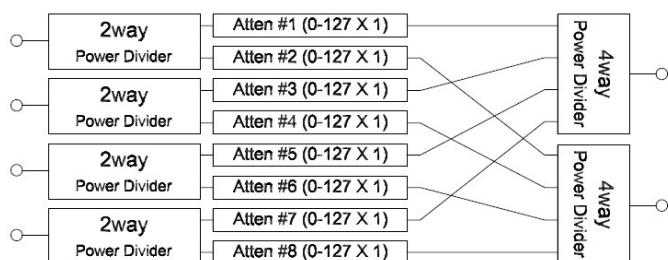 2way
Power Divider
Atten #1 (0-127 X 1)
Atten #2 (0-127 X 1)
2way
Power Divider
Atten #3 (0-127 X 1)
Atten #4 (0-127 X 1)
2way
Power Divider
Atten #5 (0-127 X 1)
Atten #6 (0-127 X 1)
2way
Power Divider
Atten #7 (0-127 X 1)
Atten #8 (0-127 X 1)
4way
Power Divider
4way
Power Divider